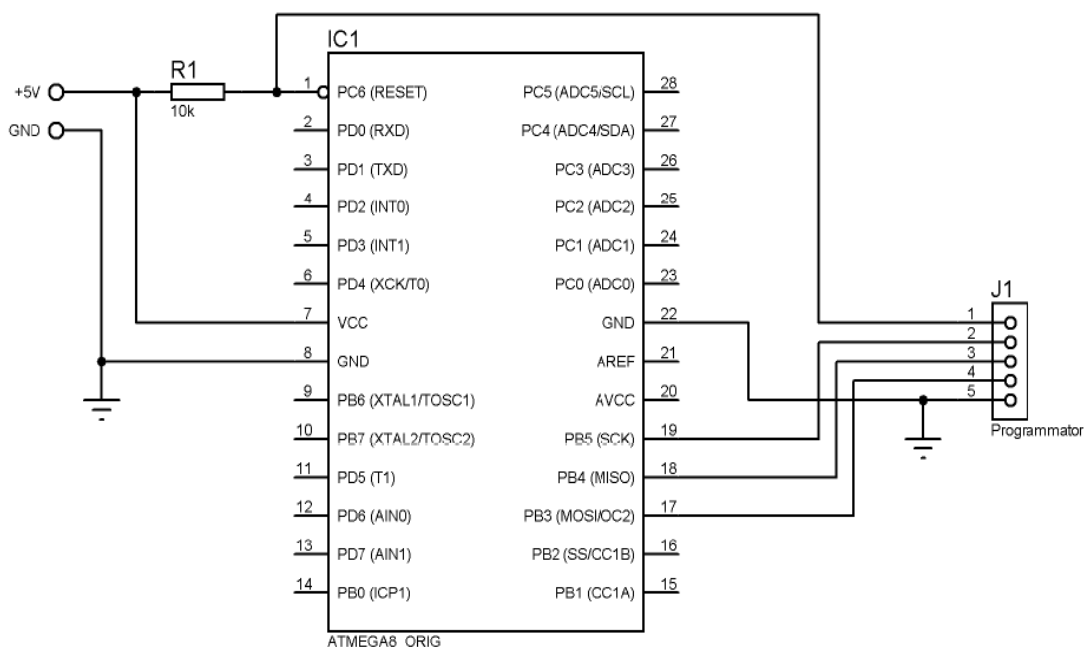 IC1
R1
+5V
10k
GND
1 PC6 (RESET)
2 PD0 (RXD)
3 PD1 (TXD)
4 PD2 (INT0)
5 PD3 (INT1)
6 PD4 (XCK/T0)
7 VCC
8 GND
9 PB6 (XTAL1/TOSC1)
10 PB7 (XTAL2/TOSC2)
11 PD5 (T1)
12 PD6 (AIN0)
13 PD7 (AIN1)
14 PB0 (ICP1)
PC5 (ADC5/SCL) 28
PC4 (ADC4/SDA) 27
PC3 (ADC3) 26
PC2 (ADC2) 25
PC1 (ADC1) 24
PC0 (ADC0) 23
GND 22
AREF 21
AVCC 20
PB5 (SCK) 19
PB4 (MISO) 18
PB3 (MOSI/OC2) 17
PB2 (SS/CC1B) 16
PB1 (CC1A) 15
ATMEGA8_ORIG
J1
1
2
3
4
5
Programmator